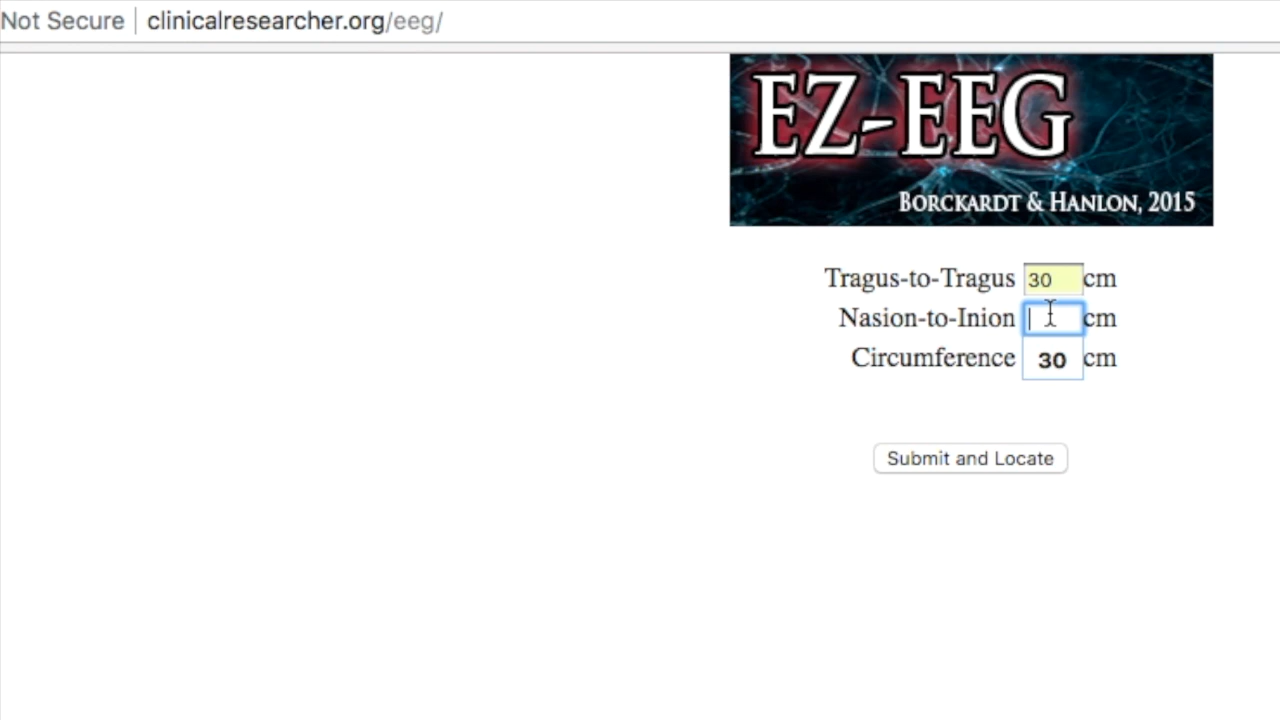 Not Secure | clinicalresearcher.org/eeg/
EZ-EEG
BORCKARDT & HANLON, 2015
Tragus-to-Tragus 30 cm
Nasion-to-Inion cm
Circumference 30 cm
Submit and Locate